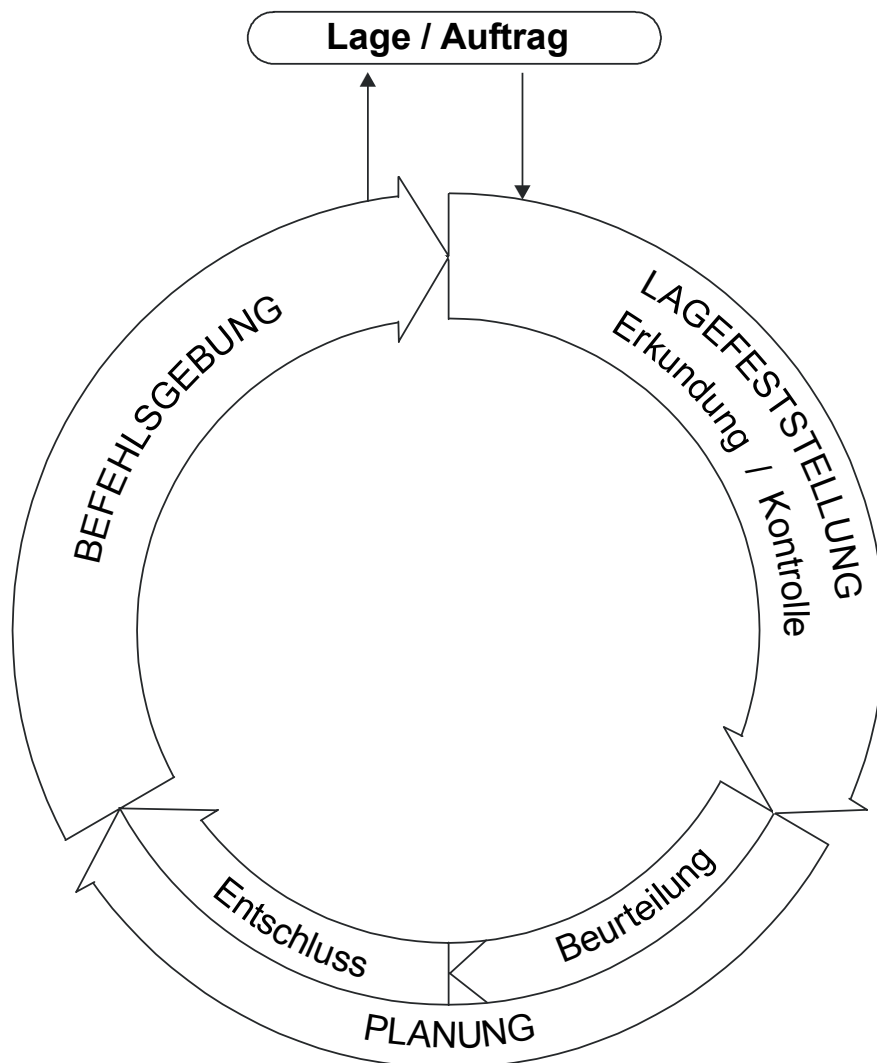 Lage / Auftrag
LAGEFESTSTELLUNG
Erkundung / Kontrolle
Beurteilung
Entschluss
PLANUNG
BEFEHLSGEBUNG